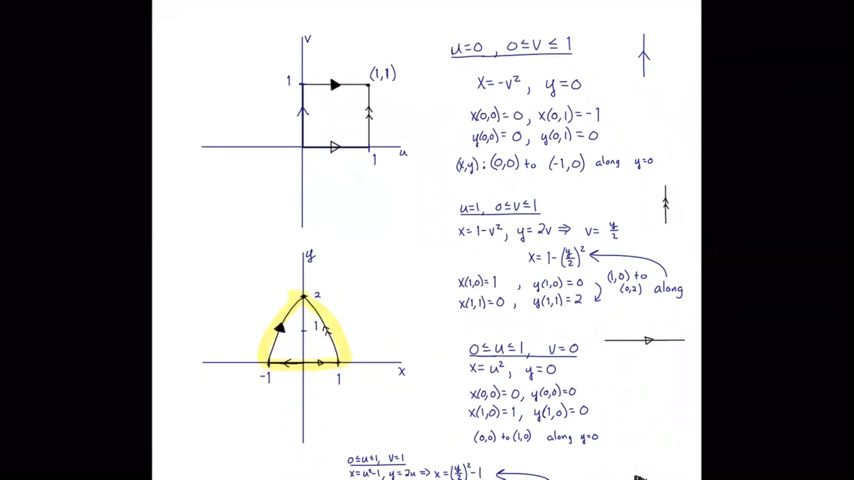 v
1
(1,1)
1
u
u=0 , 0≤v≤1
x=-v², y=0
x(0,0)=0, x(0,1)=-1
y(0,0)=0, y(0,1)=0
(x,y): (0,0) to (-1,0) along y=0
u=1, 0≤v≤1
x=1-v², y=2v ⇒ v= y/2
x=1-(y/2)²
x(1,0)=1 , y(1,0)=0
x(1,1)=0 , y(1,1)=2
(1,0) to
(0,2) along
y
2
1
-1
1
x
0≤u≤1, v=0
x=u², y=0
x(0,0)=0, y(0,0)=0
x(1,0)=1, y(1,0)=0
(0,0) to (1,0) along y=0
0≤u≤1, v=1
x=u²-1, y=2u ⇒ x=(y/2)²-1